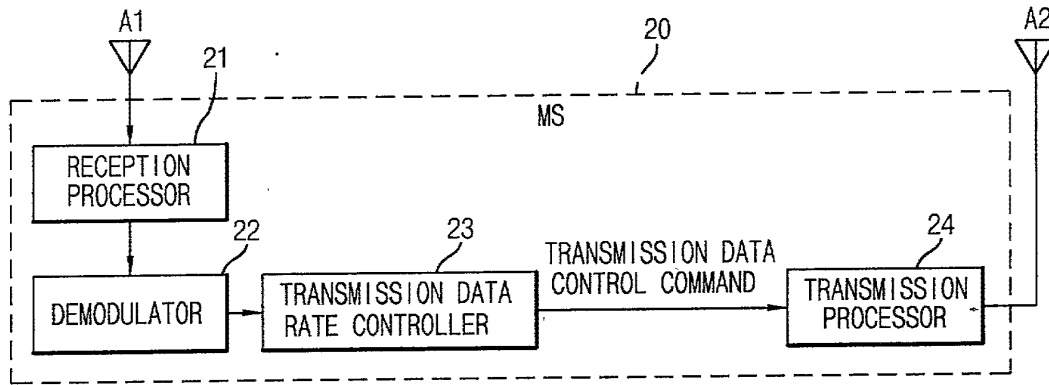 A1
A2
20
21
MS
RECEPTION
PROCESSOR
22
23
24
TRANSMISSION DATA
CONTROL COMMAND
DEMODULATOR
TRANSMISSION DATA
RATE CONTROLLER
TRANSMISSION
PROCESSOR